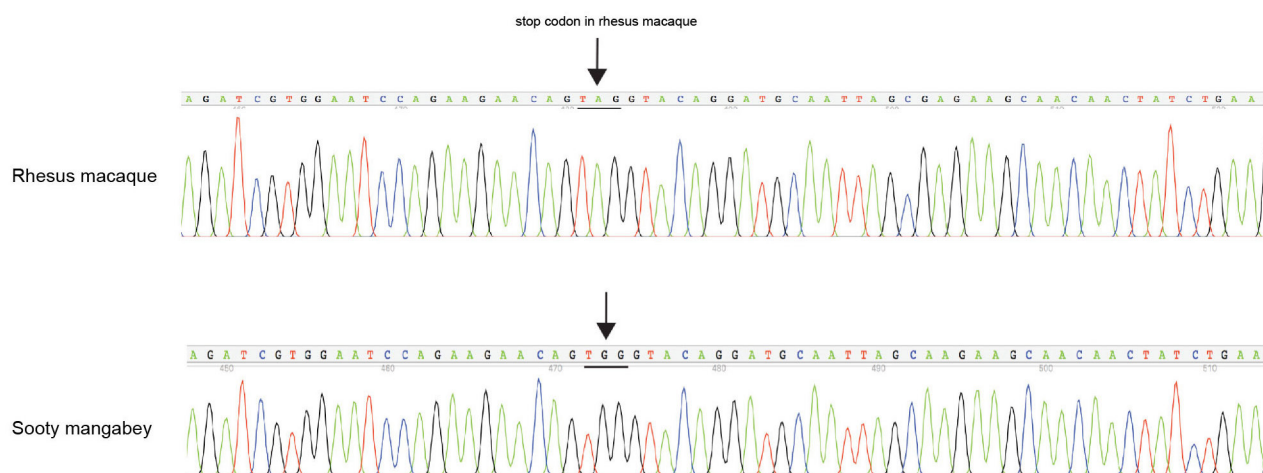 stop codon in rhesus macaque
A G A T C G T G G A A T C C A G A A G A A C A G T A G G T A C A G G A T G C A A T T A G C G A G A A G C A A C A A C T A T C T G A A
Rhesus macaque
A G A T C G T G G A A T C C A G A A G A A C A G T G G G T A C A G G A T G C A A T T A G C A A G A A G C A A C A A C T A T C T G A A
450 460 470 480 490 500 510
Sooty mangabey